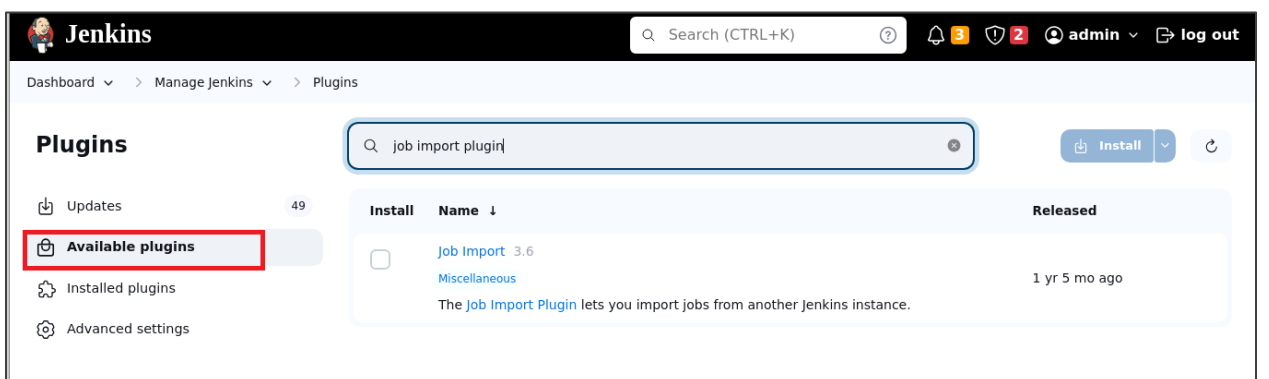 Jenkins
Search (CTRL+K)
3
2
admin
log out
Dashboard > Manage Jenkins > Plugins
Plugins
job import plugin
Install
Updates 49
Available plugins
Installed plugins
Advanced settings
Install Name ↓ Released
Job Import 3.6
Miscellaneous
1 yr 5 mo ago
The Job Import Plugin lets you import jobs from another Jenkins instance.